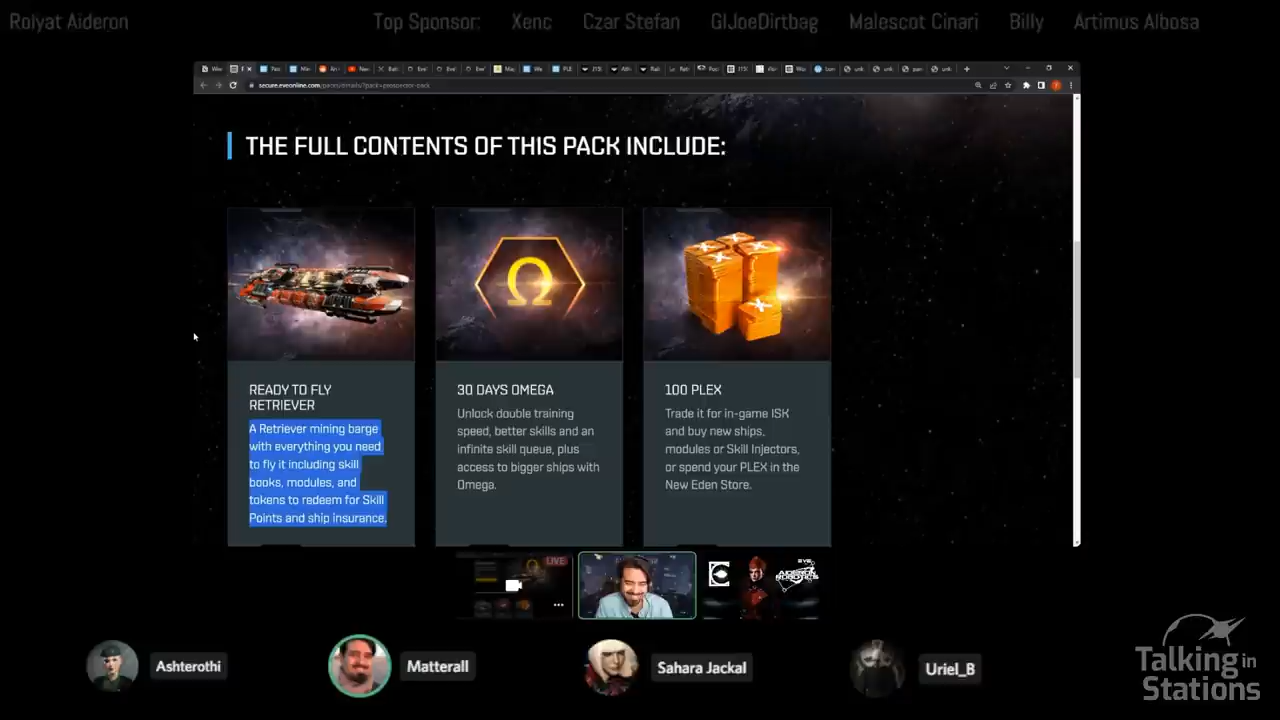 Rolyat Aideron Top Sponsor: Xenc Czar Stefan GIJoeDirtbag Malescot Cinari Billy Artimus Albosa
THE FULL CONTENTS OF THIS PACK INCLUDE:
READY TO FLY
RETRIEVER
A Retriever mining barge
with everything you need
to fly it including skill
books, modules, and
tokens to redeem for Skill
Points and ship insurance.
30 DAYS OMEGA
Unlock double training
speed, better skills and an
infinite skill queue, plus
access to bigger ships with
Omega.
100 PLEX
Trade it for in-game ISK
and buy new ships,
modules or Skill Injectors,
or spend your PLEX in the
New Eden Store.
LIVE
EVE
AIDERON
ROBOTICS
Ashterothi
Matterall
Sahara Jackal
Uriel_B
Talking in
Stations